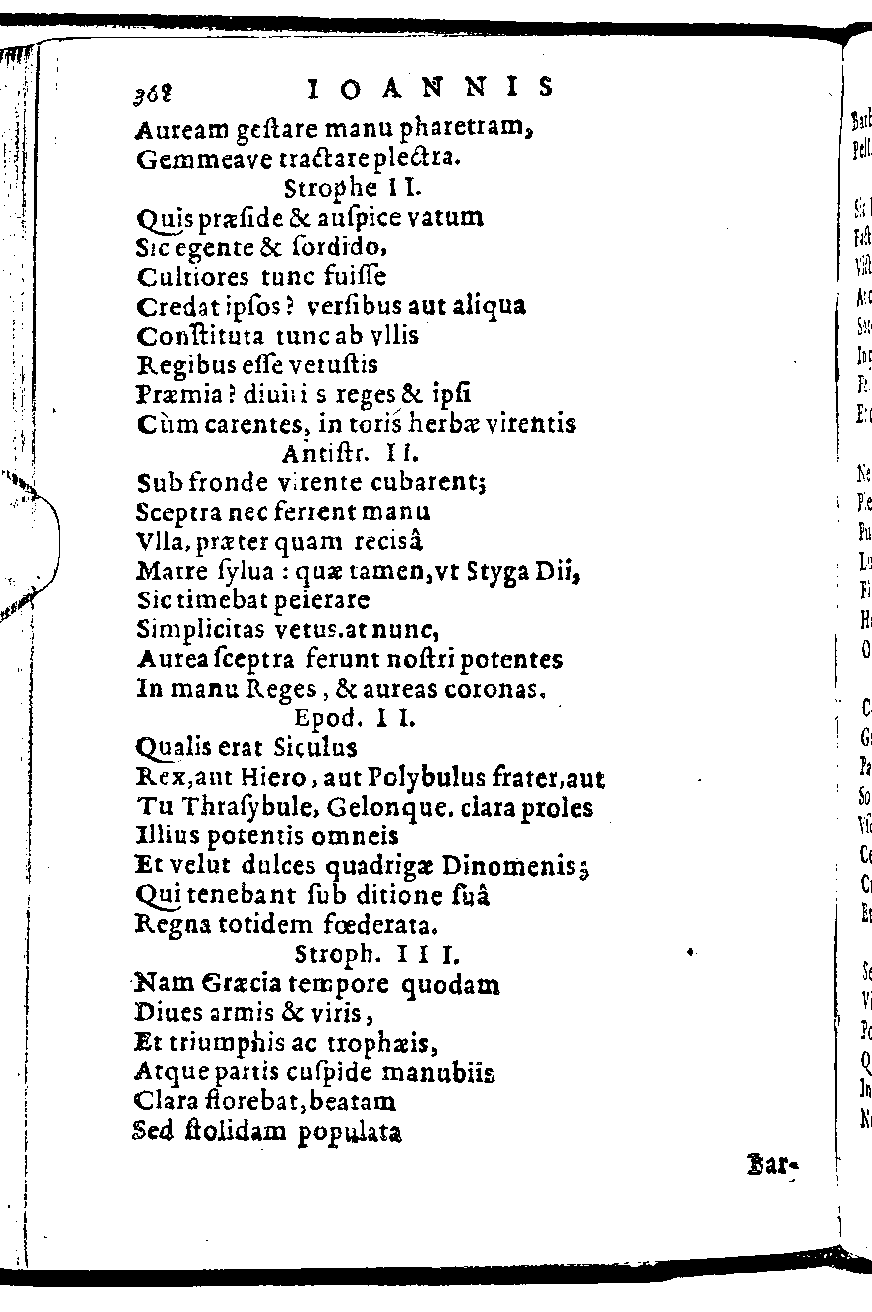 368 IOANNIS
Auream geſtare manu pharetram,
Gemmeave tractare plectra.
Strophe II.
Quis præſide & auſpice vatum
Sic egente & ſordido,
Cultiores tunc fuiſſe
Credat ipſos? verſibus aut aliqua
Conſtituta tunc ab vllis
Regibus eſſe vetuſtis
Præmia? diuitiis reges & ipſi
Cùm carentes, in toris herbæ virentis
Antiſtr. II.
Sub fronde virente cubarent;
Sceptra nec ferrent manu
Vlla, præter quam recisâ
Matre ſylua: quæ tamen, vt Styga Dii,
Sic timebat peierare
Simplicitas vetus. at nunc,
Aurea ſceptra ferunt noſtri potentes
In manu Reges, & aureas coronas.
Epod. II.
Qualis erat Siculus
Rex, aut Hiero, aut Polybulus frater, aut
Tu Thraſybule, Gelonque. clara proles
Illius potentis omneis
Et velut dulces quadrigæ Dinomenis;
Qui tenebant ſub ditione ſuâ
Regna totidem fœderata.
Stroph. III.
Nam Græcia tempore quodam
Diues armis & viris,
Et triumphis ac trophæis,
Atque partis cuſpide manubiis
Clara florebat, beatam
Sed ſtolidam populata
Bar-